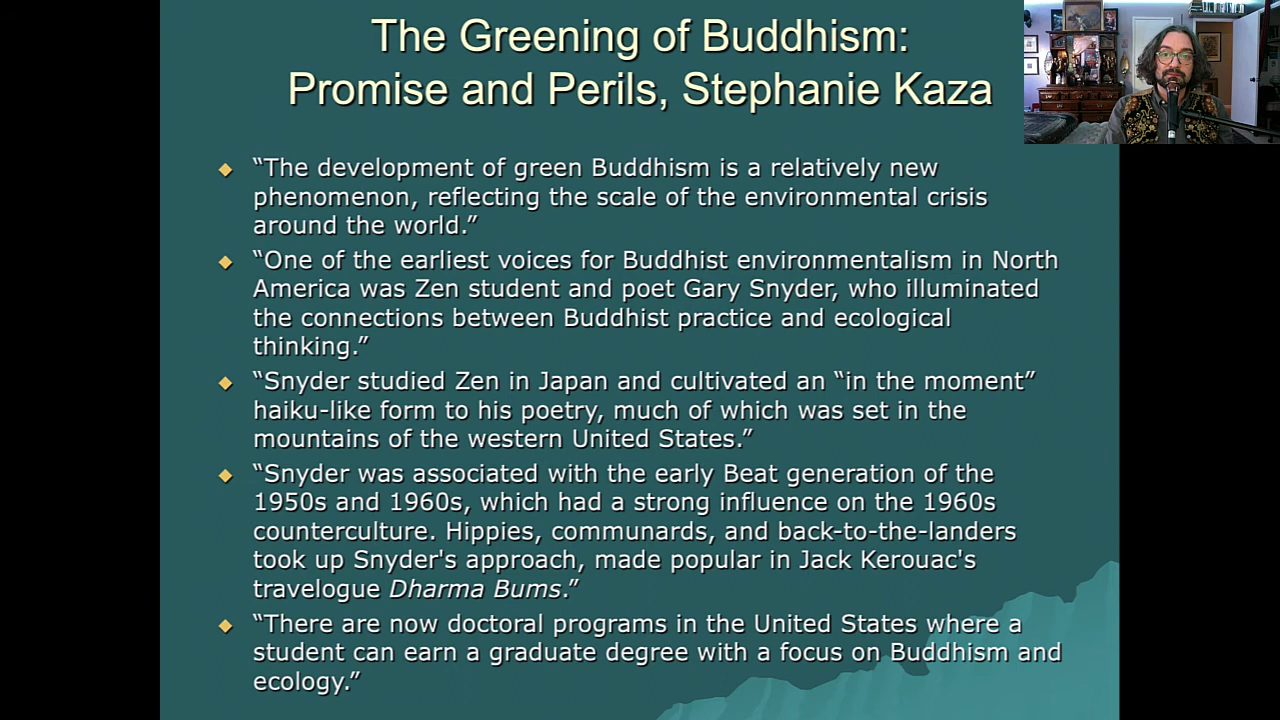 The Greening of Buddhism:
Promise and Perils, Stephanie Kaza
“The development of green Buddhism is a relatively new
phenomenon, reflecting the scale of the environmental crisis
around the world.”
“One of the earliest voices for Buddhist environmentalism in North
America was Zen student and poet Gary Snyder, who illuminated
the connections between Buddhist practice and ecological
thinking.”
“Snyder studied Zen in Japan and cultivated an “in the moment”
haiku-like form to his poetry, much of which was set in the
mountains of the western United States.”
“Snyder was associated with the early Beat generation of the
1950s and 1960s, which had a strong influence on the 1960s
counterculture. Hippies, communards, and back-to-the-landers
took up Snyder's approach, made popular in Jack Kerouac's
travelogue Dharma Bums.”
“There are now doctoral programs in the United States where a
student can earn a graduate degree with a focus on Buddhism and
ecology.”